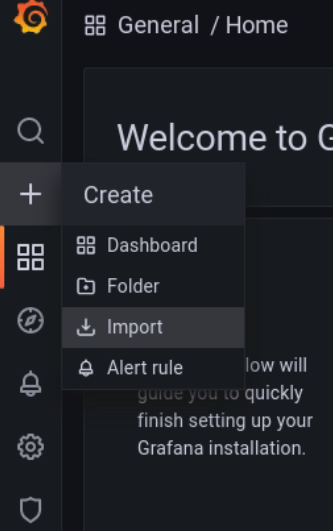 General / Home
Welcome to G
Create
Dashboard
Folder
Import
Alert rule
low will
guide you to quickly
finish setting up your
Grafana installation.